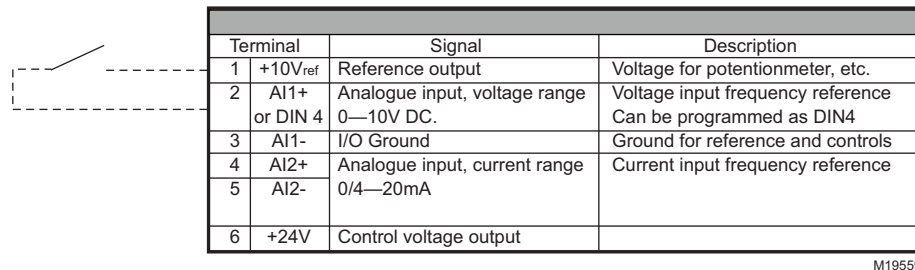 Terminal Signal Description
1 +10Vref Reference output Voltage for potentionmeter, etc.
2 AI1+ Analogue input, voltage range Voltage input frequency reference
or DIN 4 0—10V DC. Can be programmed as DIN4
3 AI1- I/O Ground Ground for reference and controls
4 AI2+ Analogue input, current range Current input frequency reference
5 AI2- 0/4—20mA
6 +24V Control voltage output